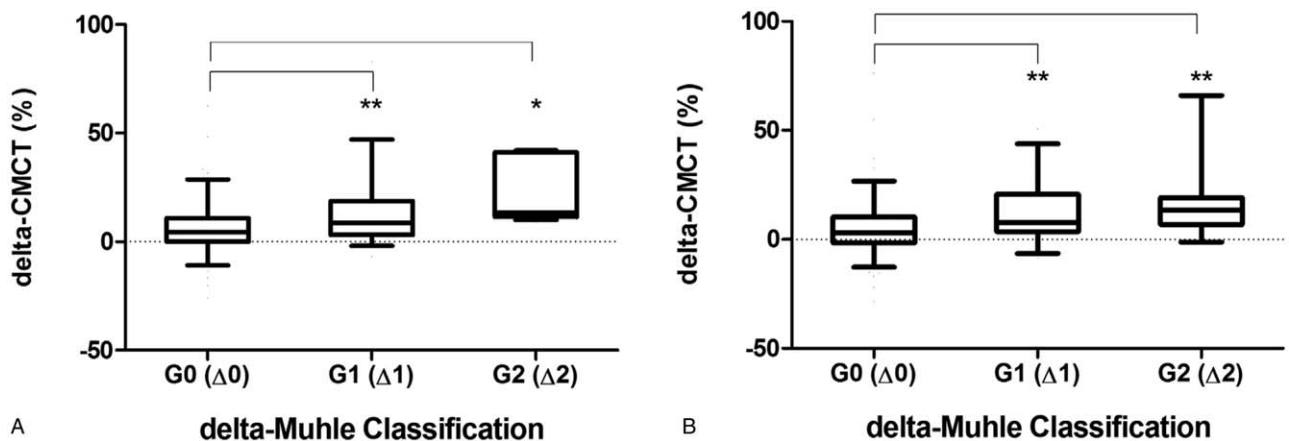 100
50
0
-50
delta-CMCT (%)
** *
G0 (Δ0) G1 (Δ1) G2 (Δ2)
A delta-Muhle Classification
100
50
0
-50
delta-CMCT (%)
** **
G0 (Δ0) G1 (Δ1) G2 (Δ2)
B delta-Muhle Classification